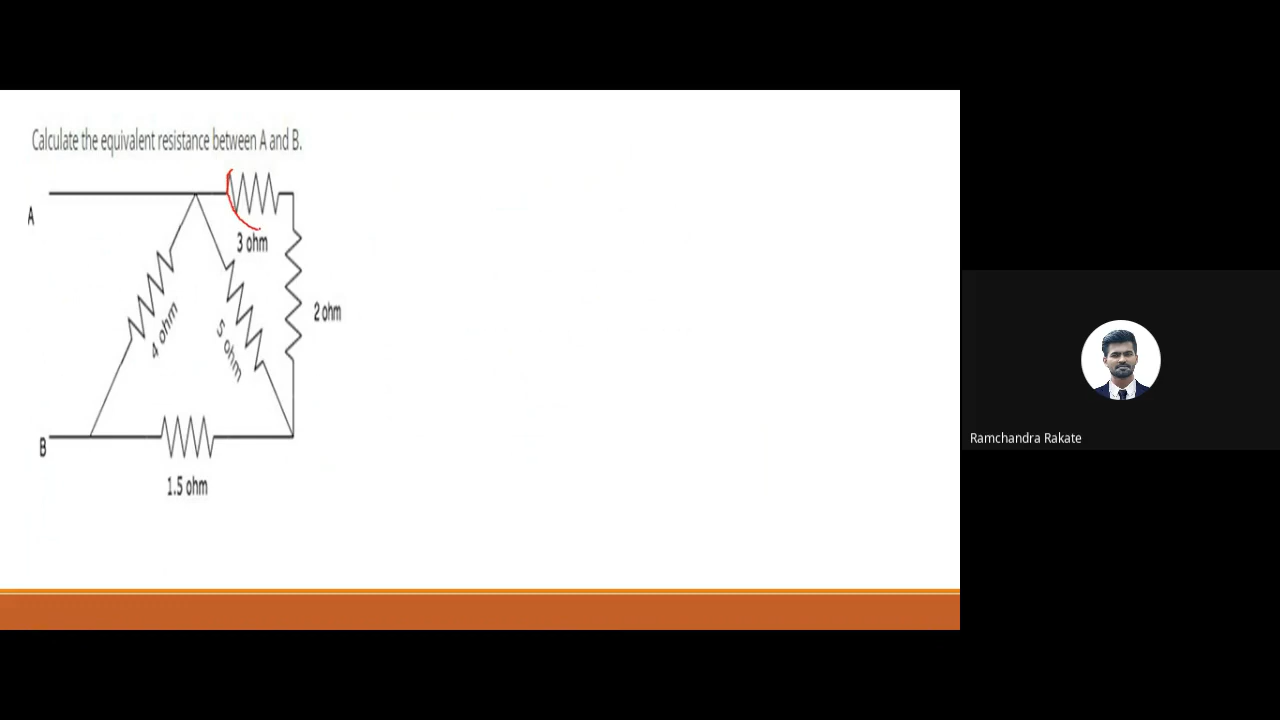 Calculate the equivalent resistance between A and B.
A
3 ohm
2 ohm
4 ohm
5 ohm
B
1.5 ohm
Ramchandra Rakate